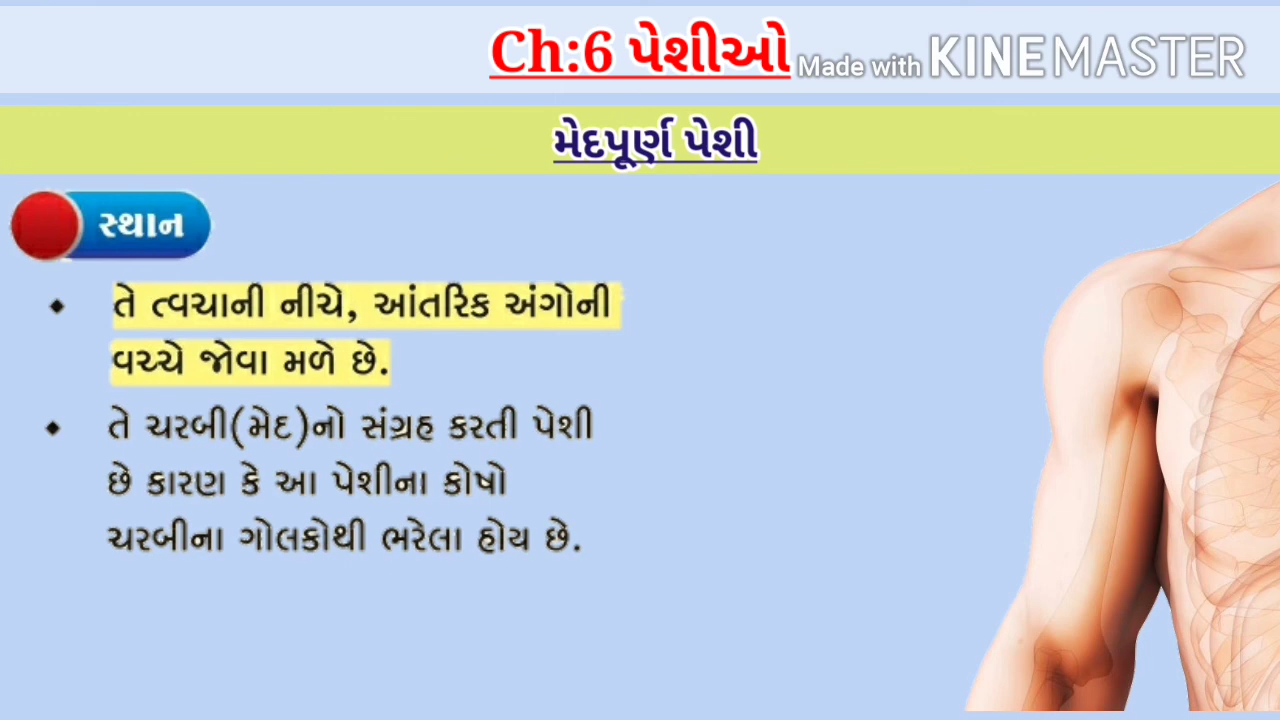 Ch:6 પેશીઓ
Made with KINEMASTER
મેદપૂર્ણ પેશી
સ્થાન
તે ત્વચાની નીચે, આંતરિક અંગોની
વચ્ચે જોવા મળે છે.
તે ચરબી(મેદ)નો સંગ્રહ કરતી પેશી
છે કારણ કે આ પેશીના કોષો
ચરબીના ગોલકોથી ભરેલા હોય છે.